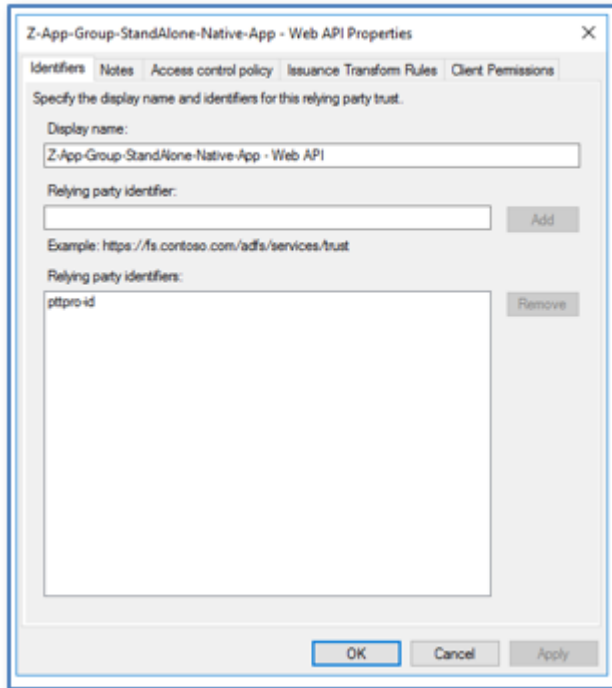 Z-App-Group-StandAlone-Native-App - Web API Properties
Identifiers Notes Access control policy Issuance Transform Rules Client Permissions
Specify the display name and identifiers for this relying party trust.
Display name:
Z-App-Group-StandAlone-Native-App - Web API
Relying party identifier:
Add
Example: https://fs.contoso.com/adfs/services/trust
Relying party identifiers:
pttpro-id
Remove
OK Cancel Apply